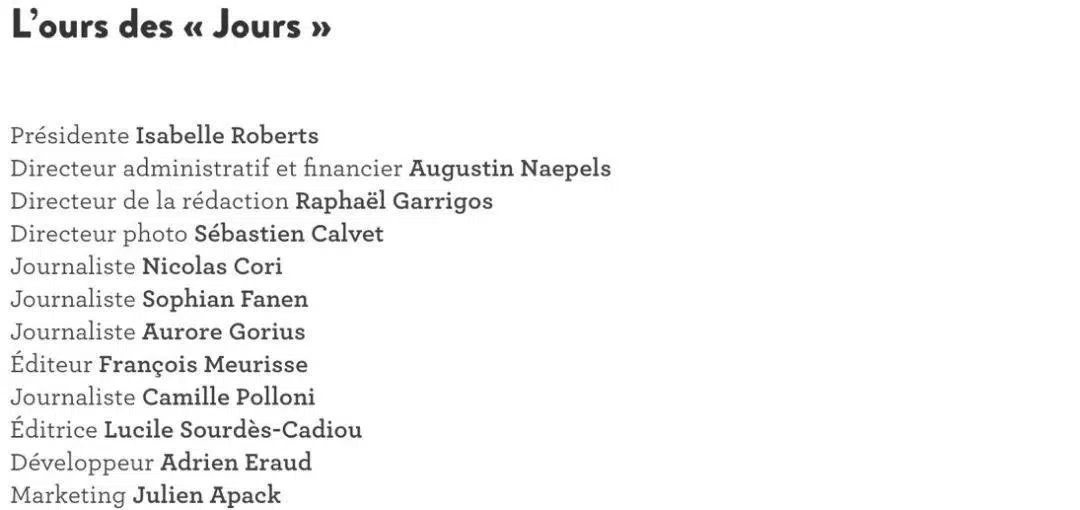 L’ours des « Jours »
Présidente Isabelle Roberts
Directeur administratif et financier Augustin Naepels
Directeur de la rédaction Raphaël Garrigos
Directeur photo Sébastien Calvet
Journaliste Nicolas Cori
Journaliste Sophian Fanen
Journaliste Aurore Gorius
Éditeur François Meurisse
Journaliste Camille Polloni
Éditrice Lucile Sourdès-Cadiou
Développeur Adrien Eraud
Marketing Julien Apack